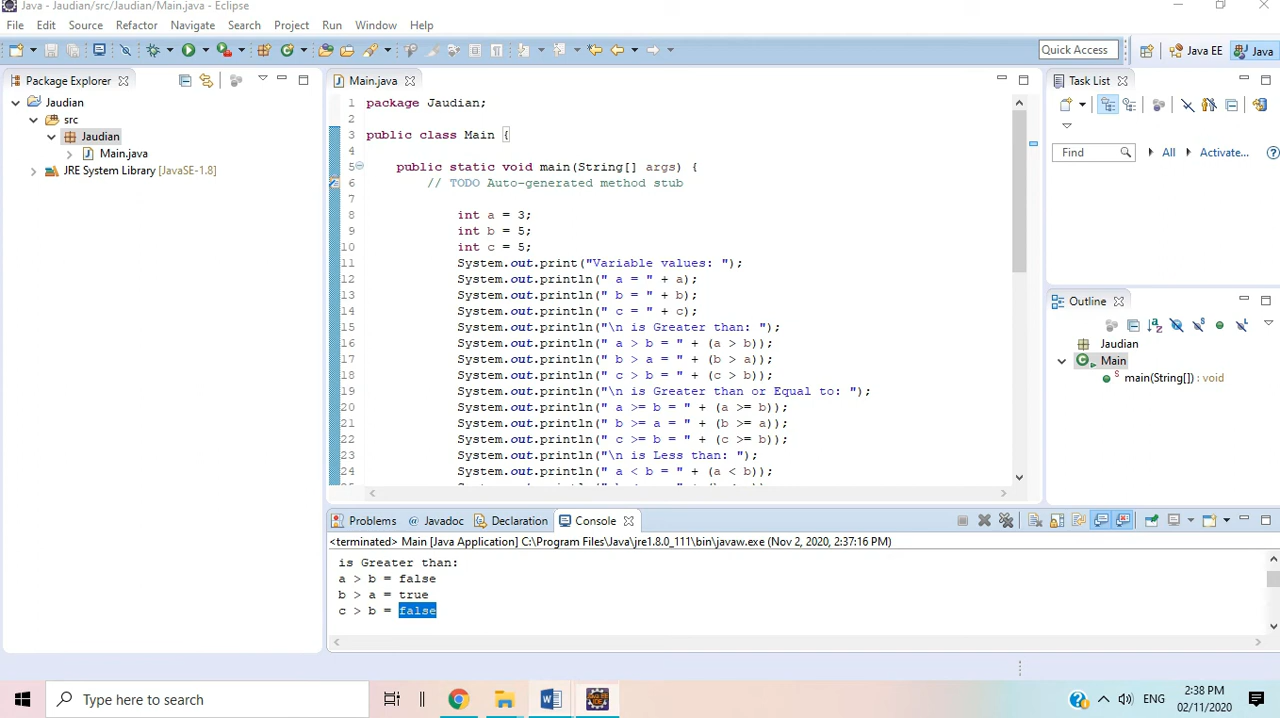 Java - Jaudian/src/Jaudian/Main.java - Eclipse
File Edit Source Refactor Navigate Search Project Run Window Help
Quick Access
Java EE
Java
Package Explorer
Jaudian
src
Jaudian
Main.java
JRE System Library [JavaSE-1.8]
Main.java
1 package Jaudian;
2
3 public class Main {
4
5 public static void main(String[] args) {
6 // TODO Auto-generated method stub
7
8 int a = 3;
9 int b = 5;
10 int c = 5;
11 System.out.print("Variable values: ");
12 System.out.println(" a = " + a);
13 System.out.println(" b = " + b);
14 System.out.println(" c = " + c);
15 System.out.println("\n is Greater than: ");
16 System.out.println(" a > b = " + (a > b));
17 System.out.println(" b > a = " + (b > a));
18 System.out.println(" c > b = " + (c > b));
19 System.out.println("\n is Greater than or Equal to: ");
20 System.out.println(" a >= b = " + (a >= b));
21 System.out.println(" b >= a = " + (b >= a));
22 System.out.println(" c >= b = " + (c >= b));
23 System.out.println("\n is Less than: ");
24 System.out.println(" a < b = " + (a < b));
Task List
Find
All
Activate...
Outline
Jaudian
Main
main(String[]) : void
Problems @ Javadoc Declaration Console
<terminated> Main [Java Application] C:\Program Files\Java\jre1.8.0_111\bin\javaw.exe (Nov 2, 2020, 2:37:16 PM)
is Greater than:
a > b = false
b > a = true
c > b = false
Type here to search
ENG
2:38 PM
02/11/2020